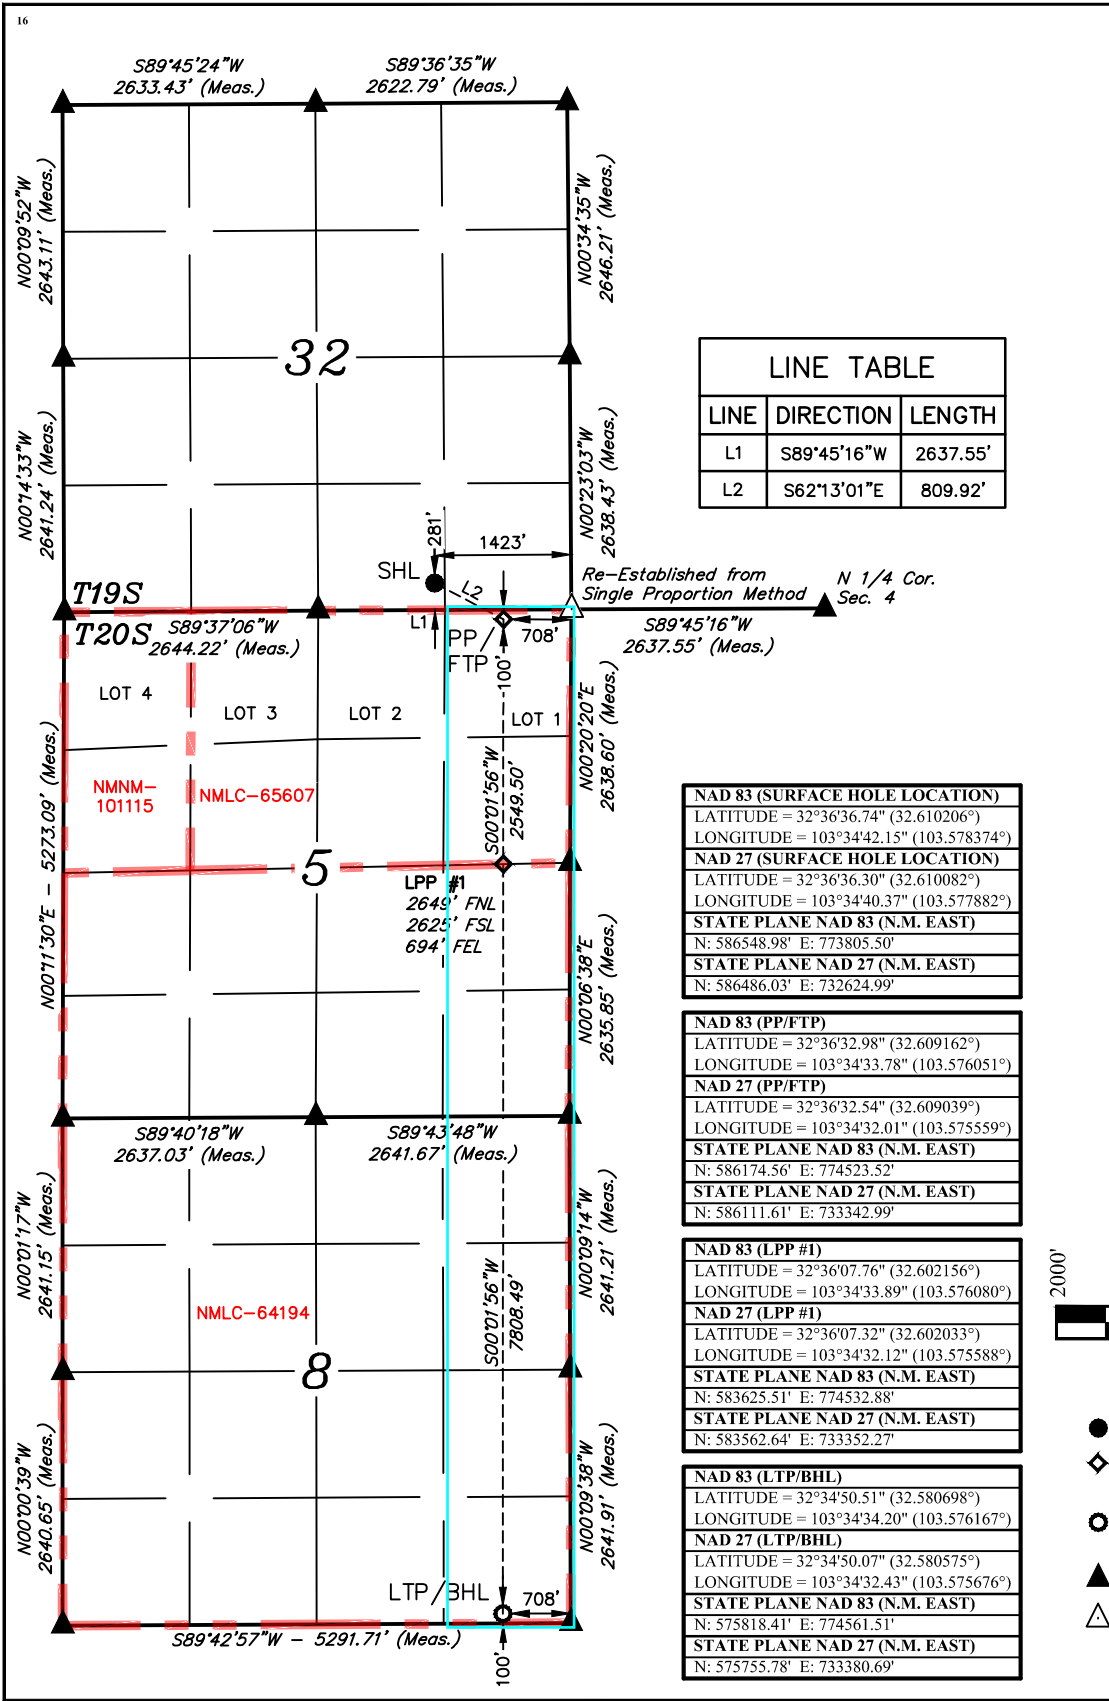 16
S89°45'24"W
2633.43' (Meas.)
S89°36'35"W
2622.79' (Meas.)
N00°09'52"W
2643.11' (Meas.)
N00°34'35"W
2646.21' (Meas.)
32
N00°14'33"W
2641.24' (Meas.)
N00°23'03"W
2638.43' (Meas.)
LINE TABLE
LINE DIRECTION LENGTH
L1 S89°45'16"W 2637.55'
L2 S62°13'01"E 809.92'
281'
1423'
SHL
L2
Re-Established from
Single Proportion Method
N 1/4 Cor.
Sec. 4
T19S
T20S
S89°37'06"W
2644.22' (Meas.)
L1
PP/
FTP
708'
100'
S89°45'16"W
2637.55' (Meas.)
LOT 4
LOT 3
LOT 2
LOT 1
N00°20'20"E
2638.60' (Meas.)
NMNM-
101115
NMLC-65607
S00°01'56"W
2549.50'
N00°11'30"E - 5273.09' (Meas.)
5
LPP #1
2649' FNL
2625' FSL
694' FEL
N00°06'38"E
2635.85' (Meas.)
S89°40'18"W
2637.03' (Meas.)
S89°43'48"W
2641.67' (Meas.)
N00°01'17"W
2641.15' (Meas.)
N00°09'14"W
2641.21' (Meas.)
NMLC-64194
S00°01'56"W
7808.49'
8
N00°00'39"W
2640.65' (Meas.)
N00°09'38"W
2641.91' (Meas.)
LTP/BHL
708'
S89°42'57"W - 5291.71' (Meas.)
100'
NAD 83 (SURFACE HOLE LOCATION)
LATITUDE = 32°36'36.74" (32.610206°)
LONGITUDE = 103°34'42.15" (103.578374°)
NAD 27 (SURFACE HOLE LOCATION)
LATITUDE = 32°36'36.30" (32.610082°)
LONGITUDE = 103°34'40.37" (103.577882°)
STATE PLANE NAD 83 (N.M. EAST)
N: 586548.98' E: 773805.50'
STATE PLANE NAD 27 (N.M. EAST)
N: 586486.03' E: 732624.99'
NAD 83 (PP/FTP)
LATITUDE = 32°36'32.98" (32.609162°)
LONGITUDE = 103°34'33.78" (103.576051°)
NAD 27 (PP/FTP)
LATITUDE = 32°36'32.54" (32.609039°)
LONGITUDE = 103°34'32.01" (103.575559°)
STATE PLANE NAD 83 (N.M. EAST)
N: 586174.56' E: 774523.52'
STATE PLANE NAD 27 (N.M. EAST)
N: 586111.61' E: 733342.99'
NAD 83 (LPP #1)
LATITUDE = 32°36'07.76" (32.602156°)
LONGITUDE = 103°34'33.89" (103.576080°)
NAD 27 (LPP #1)
LATITUDE = 32°36'07.32" (32.602033°)
LONGITUDE = 103°34'32.12" (103.575588°)
STATE PLANE NAD 83 (N.M. EAST)
N: 583625.51' E: 774532.88'
STATE PLANE NAD 27 (N.M. EAST)
N: 583562.64' E: 733352.27'
NAD 83 (LTP/BHL)
LATITUDE = 32°34'50.51" (32.580698°)
LONGITUDE = 103°34'34.20" (103.576167°)
NAD 27 (LTP/BHL)
LATITUDE = 32°34'50.07" (32.580575°)
LONGITUDE = 103°34'32.43" (103.575676°)
STATE PLANE NAD 83 (N.M. EAST)
N: 575818.41' E: 774561.51'
STATE PLANE NAD 27 (N.M. EAST)
N: 575755.78' E: 733380.69'
2000'